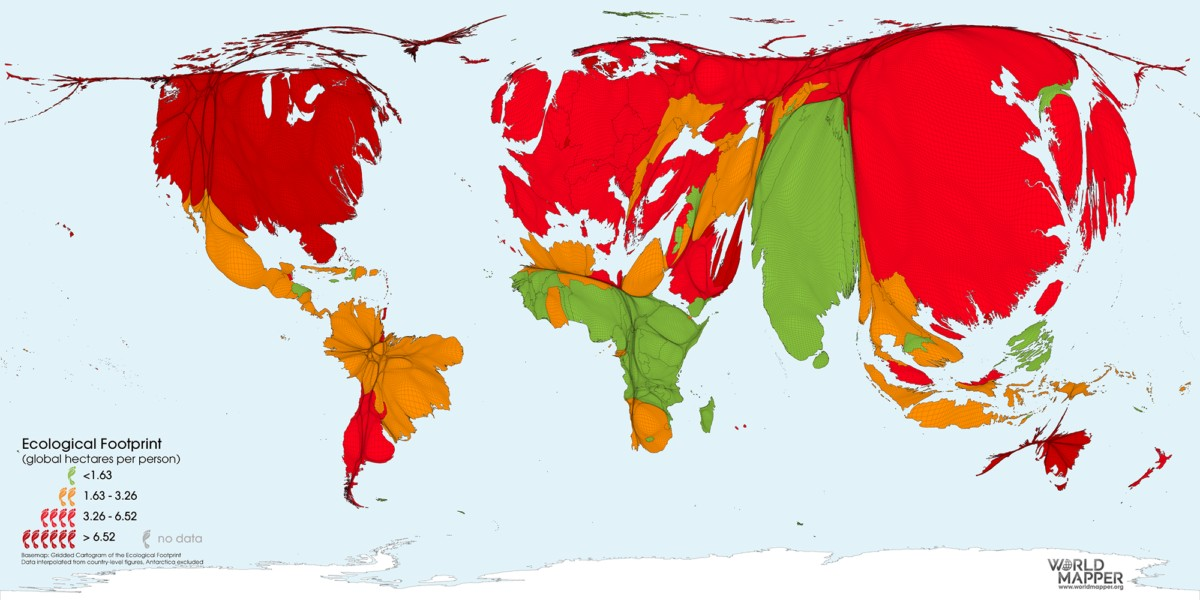 Ecological Footprint
(global hectares per person)
<1.63
1.63 - 3.26
3.26 - 6.52
> 6.52
no data
Basemap: Gridded Cartogram of the Ecological Footprint
Data interpolated from country-level figures, Antarctica excluded
WORLD
MAPPER
www.worldmapper.org